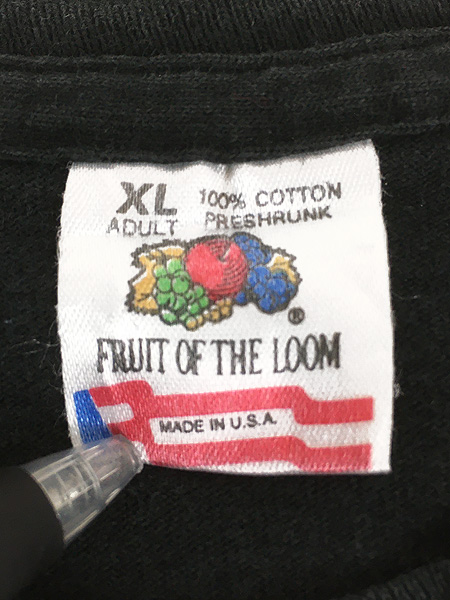 XL 100% COTTON
ADULT PRESHRUNK
®
FRUIT OF THE LOOM
MADE IN U.S.A.